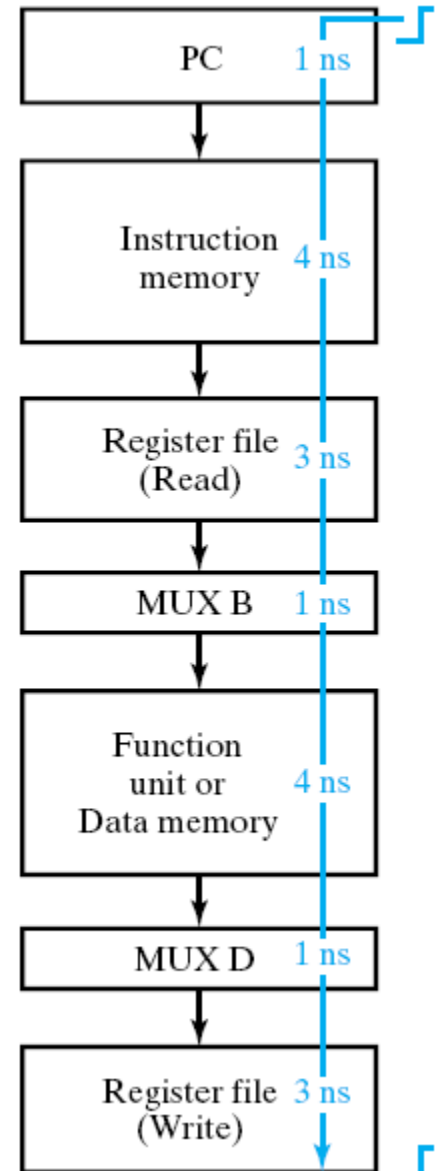 PC 1 ns
Instruction
memory 4 ns
Register file
(Read) 3 ns
MUX B 1 ns
Function
unit or
Data memory 4 ns
MUX D 1 ns
Register file 3 ns
(Write)